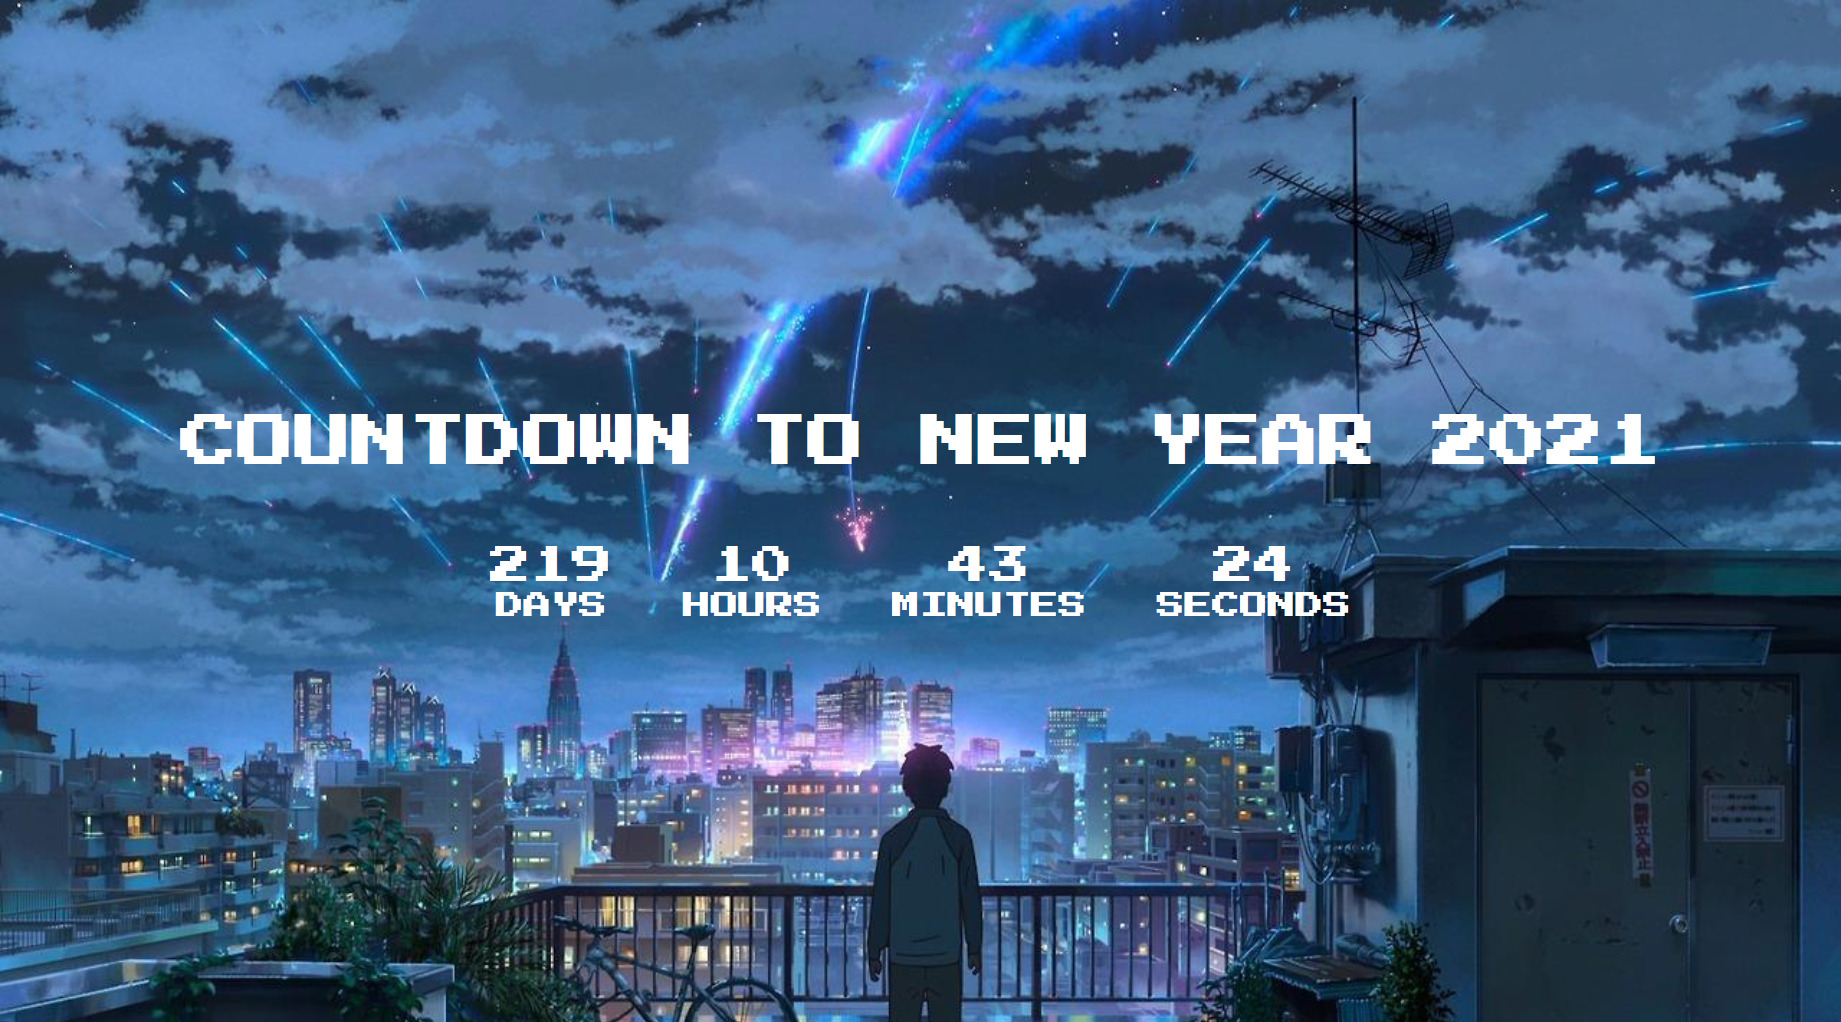 COUNTDOWN TO NEW YEAR 2021
219 10 43 24
DAYS HOURS MINUTES SECONDS